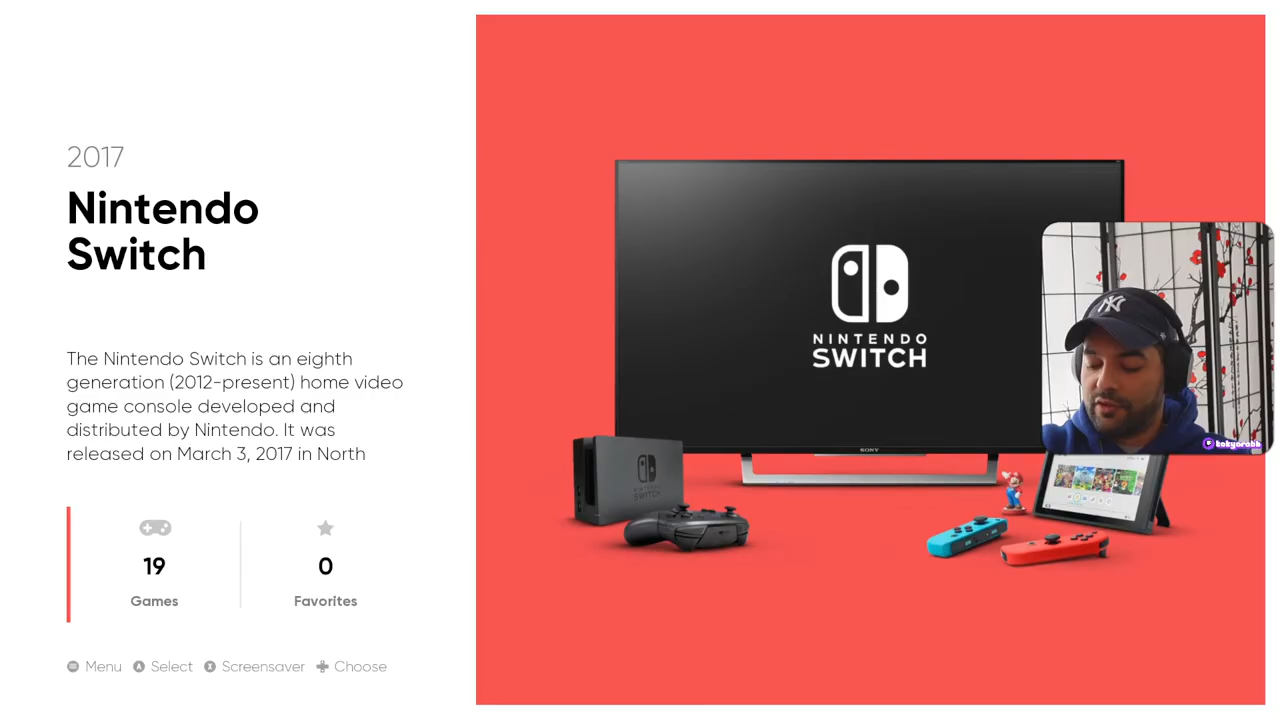 2017
Nintendo
Switch
The Nintendo Switch is an eighth
generation (2012-present) home video
game console developed and
distributed by Nintendo. It was
released on March 3, 2017 in North
19
Games
0
Favorites
Menu
A Select
X Screensaver
Choose
NINTENDO
SWITCH
SONY
NINTENDO
SWITCH
NY